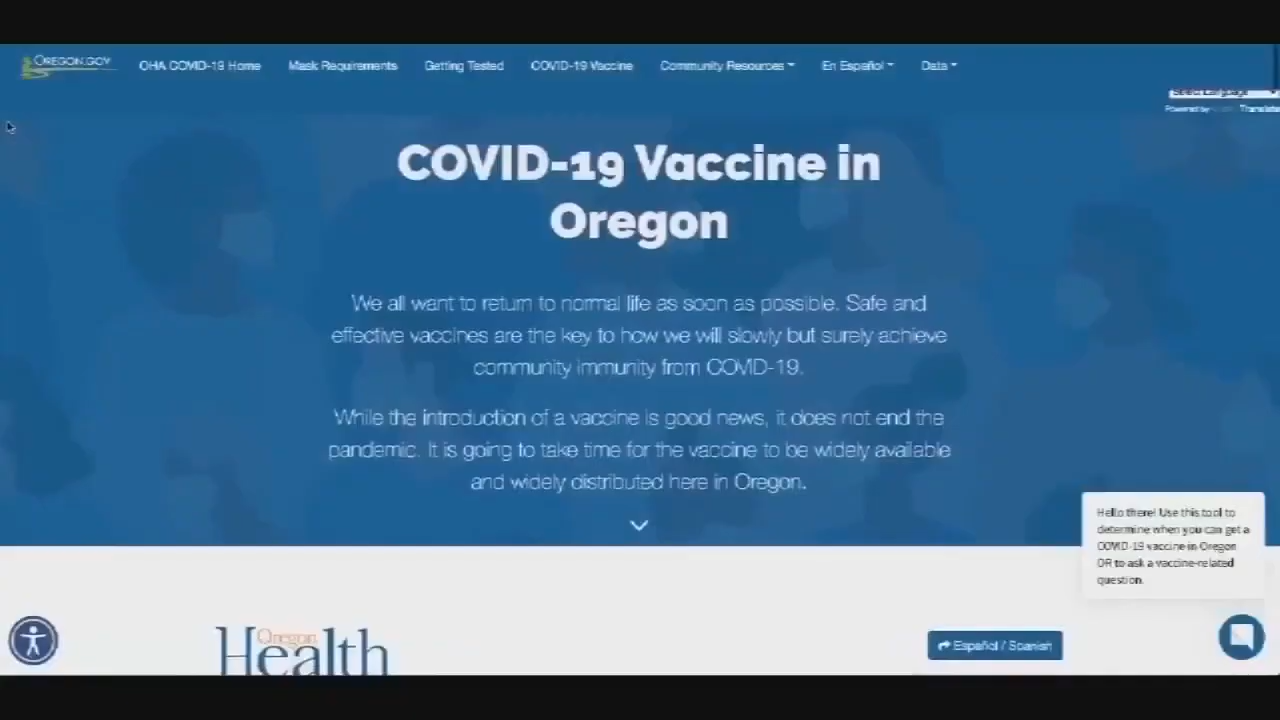 OREGON.GOV
OHA COVID-19 Home Mask Requirements Getting Tested COVID-19 Vaccine Community Resources En Español Data
Select Language
Powered by Translate
COVID-19 Vaccine in
Oregon
We all want to return to normal life as soon as possible. Safe and
effective vaccines are the key to how we will slowly but surely achieve
community immunity from COVID-19.
While the introduction of a vaccine is good news, it does not end the
pandemic. It is going to take time for the vaccine to be widely available
and widely distributed here in Oregon.
Hello there! Use this tool to
determine when you can get a
COVID-19 vaccine in Oregon
OR to ask a vaccine-related
question.
Oregon
Health
Español / Spanish